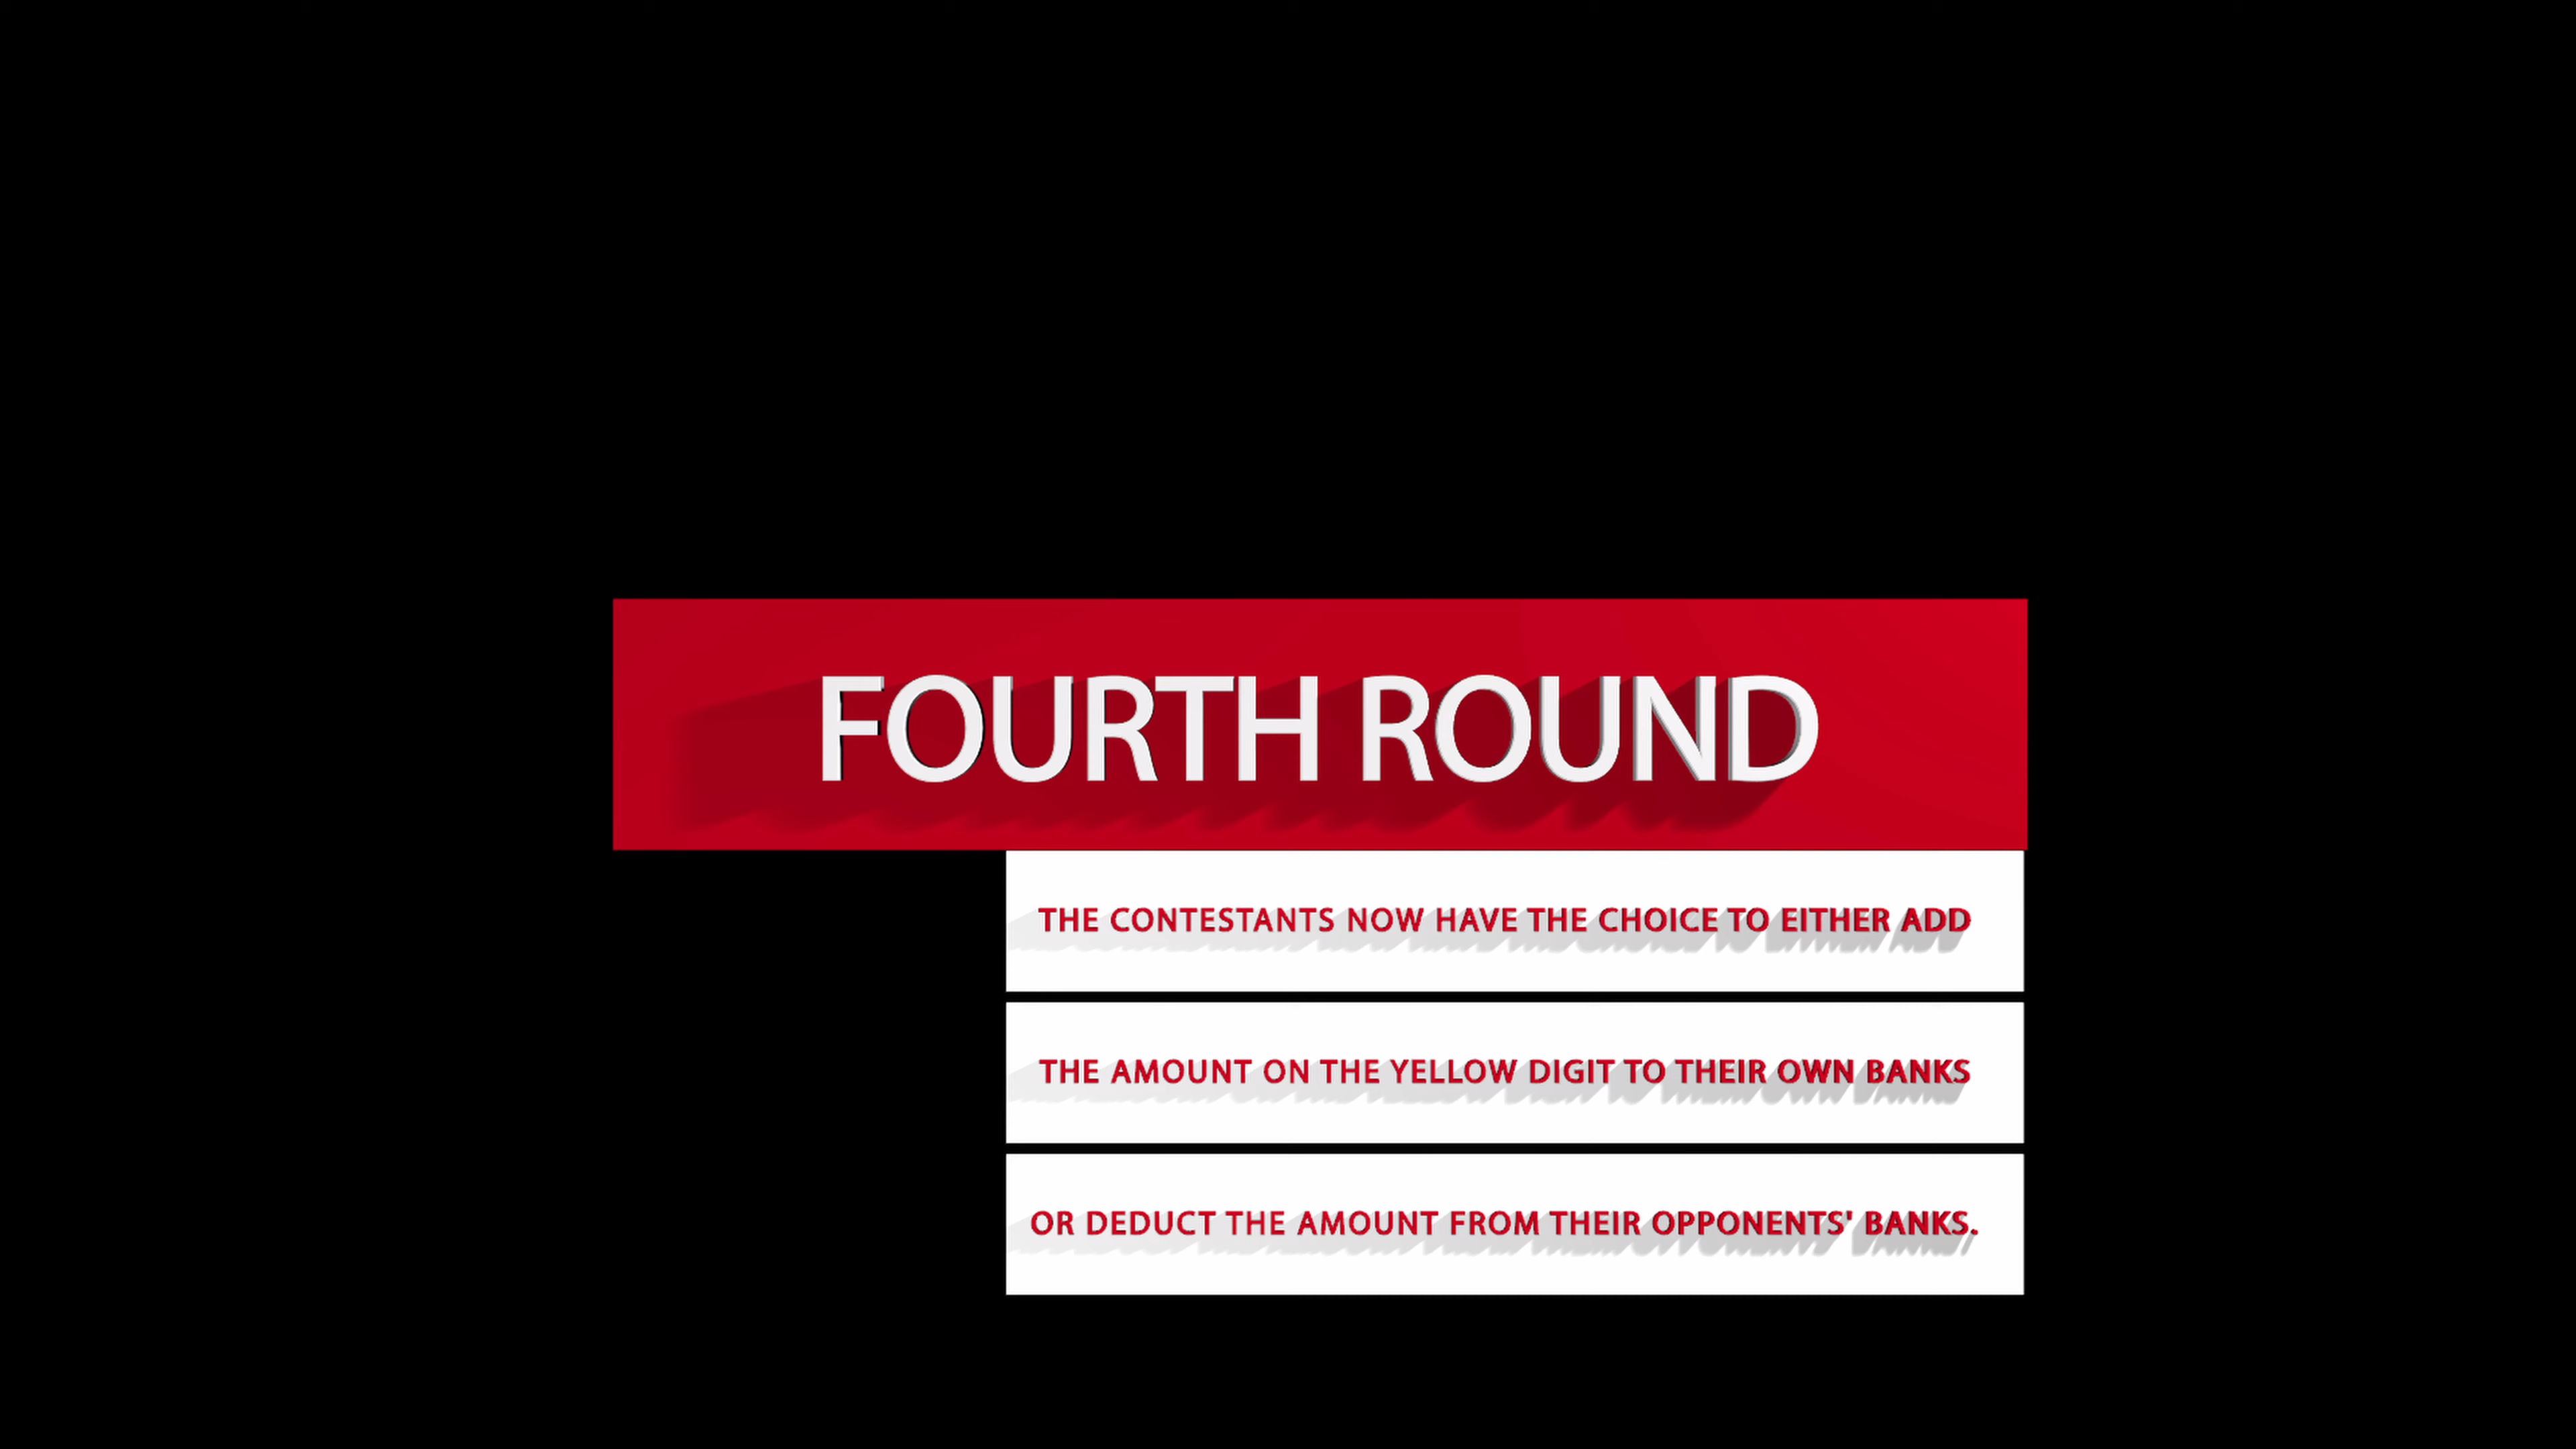 FOURTH ROUND
THE CONTESTANTS NOW HAVE THE CHOICE TO EITHER ADD
THE AMOUNT ON THE YELLOW DIGIT TO THEIR OWN BANKS
OR DEDUCT THE AMOUNT FROM THEIR OPPONENTS' BANKS.